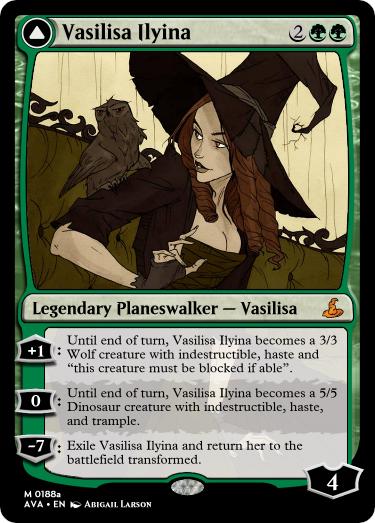 Vasilisa Ilyina 2
Legendary Planeswalker — Vasilisa
+1: Until end of turn, Vasilisa Ilyina becomes a 3/3
Wolf creature with indestructible, haste and
“this creature must be blocked if able”.
0: Until end of turn, Vasilisa Ilyina becomes a 5/5
Dinosaur creature with indestructible, haste,
and trample.
-7: Exile Vasilisa Ilyina and return her to the
battlefield transformed.
4
M 0188a
AVA • EN Abigail Larson